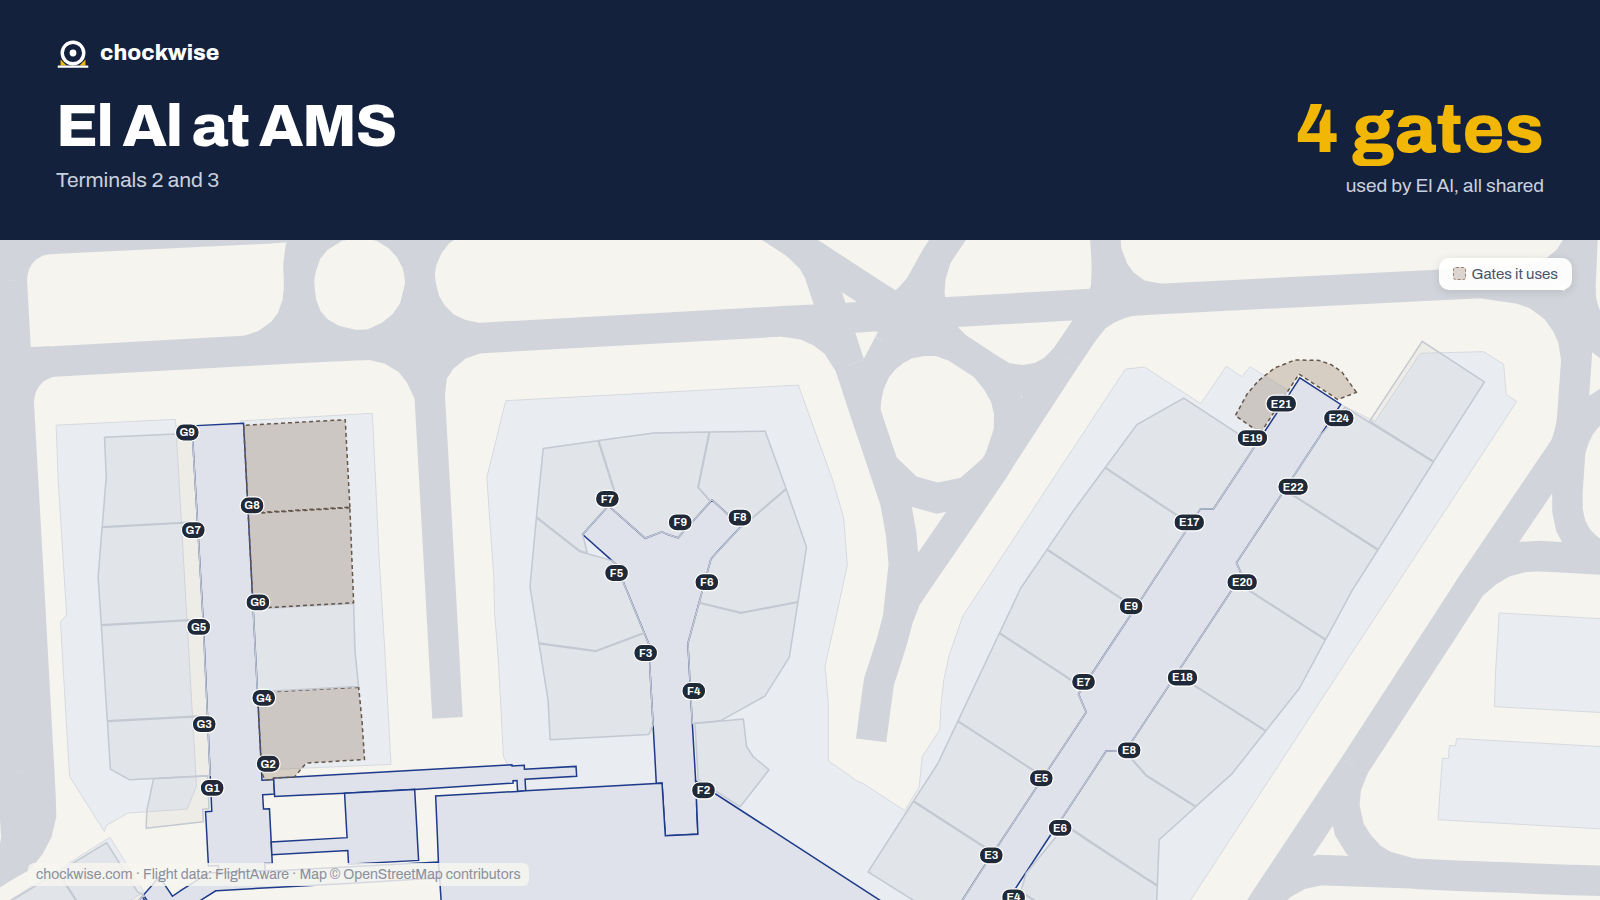 chockwise
El Al at AMS
Terminals 2 and 3
4 gates
used by El Al, all shared
Gates it uses
E21
E24
G9
E19
E22
F7
G8
F8
F9
E17
G7
F5
F6
E20
G6
E9
G5
F3
E18
E7
F4
G4
G3
E8
G2
E5
G1
F2
E6
E3
E4
chockwise.com · Flight data: FlightAware · Map © OpenStreetMap contributors